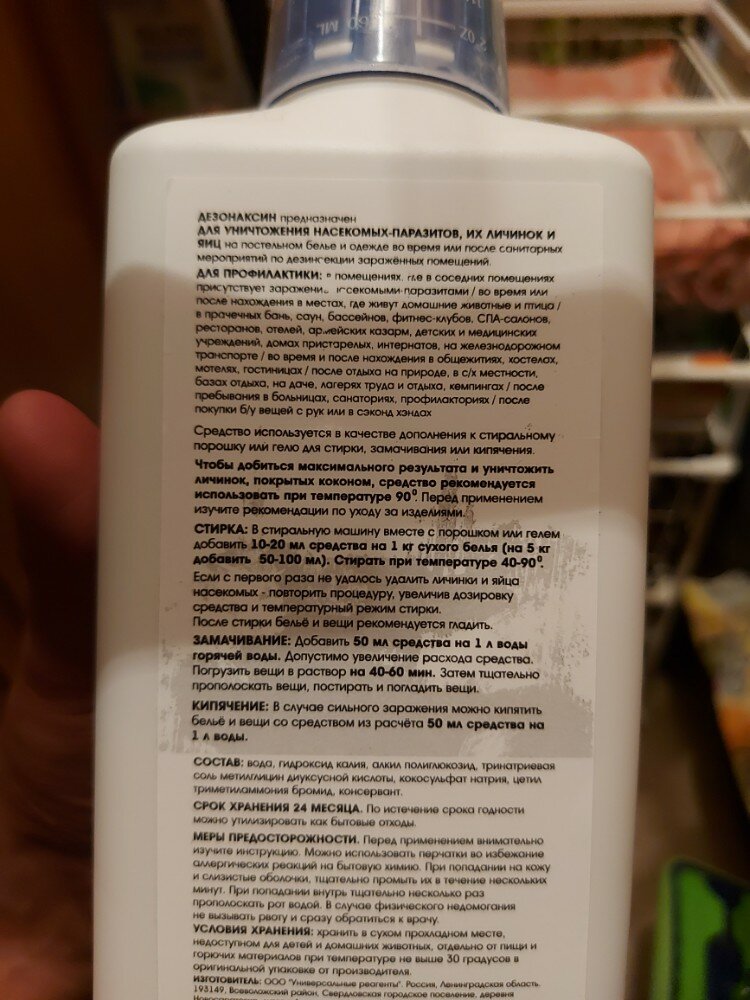 2 OZ
60 ML
ДЕЗОНАКСИН предназначен
ДЛЯ УНИЧТОЖЕНИЯ НАСЕКОМЫХ-ПАРАЗИТОВ, ИХ ЛИЧИНОК И
ЯИЦ на постельном белье и одежде во время или после санитарных
мероприятий по дезинсекции заражённых помещений.
ДЛЯ ПРОФИЛАКТИКИ: в помещениях, где в соседних помещениях
присутствует заражени насекомыми-паразитами / во время или
после нахождения в местах, где живут домашние животные и птица /
в прачечных бань, саун, бассейнов, фитнес-клубов, СПА-салонов,
ресторанов, отелей, армейских казарм, детских и медицинских
учреждений, домах пристарелых, интернатов, на железнодорожном
транспорте / во время и после нахождения в общежитиях, хостелах,
мотелях, гостиницах / после отдыха на природе, в с/х местности,
базах отдыха, на даче, лагерях труда и отдыха, кемпингах / после
пребывания в больницах, санаториях, профилакториях / после
покупки б/у вещей с рук или в сэконд хэндах
Средство используется в качестве дополнения к стиральному
порошку или гелю для стирки, замачивания или кипячения.
Чтобы добиться максимального результата и уничтожить
личинок, покрытых коконом, средство рекомендуется
использовать при температуре 90⁰. Перед применением
изучите рекомендации по уходу за изделиями.
СТИРКА: В стиральную машину вместе с порошком или гелем
добавить 10-20 мл средства на 1 кг сухого белья (на 5 кг
добавить 50-100 мл). Стирать при температуре 40-90⁰.
Если с первого раза не удалось удалить личинки и яйца
насекомых - повторить процедуру, увеличив дозировку
средства и температурный режим стирки.
После стирки бельё и вещи рекомендуется гладить.
ЗАМАЧИВАНИЕ: Добавить 50 мл средства на 1 л воды
горячей воды. Допустимо увеличение расхода средства.
Погрузить вещи в раствор на 40-60 мин. Затем тщательно
прополоскать вещи, постирать и погладить вещи.
КИПЯЧЕНИЕ: В случае сильного заражения можно кипятить
бельё и вещи со средством из расчёта 50 мл средства на
1 л воды.
СОСТАВ: вода, гидроксид калия, алкил полиглюкозид, тринатриевая
соль метилглицин диуксусной кислоты, кокосульфат натрия, цетил
триметиламмония бромид, консервант.
СРОК ХРАНЕНИЯ 24 МЕСЯЦА. По истечение срока годности
можно утилизировать как бытовые отходы.
МЕРЫ ПРЕДОСТОРОЖНОСТИ. Перед применением внимательно
изучите инструкцию. Можно использовать перчатки во избежание
аллергических реакций на бытовую химию. При попадании на кожу
и слизистые оболочки, тщательно промыть их в течение нескольких
минут. При попадании внутрь тщательно несколько раз
прополоскать рот водой. В случае физического недомогания
не вызывать рвоту и сразу обратиться к врачу.
УСЛОВИЯ ХРАНЕНИЯ: хранить в сухом прохладном месте,
недоступном для детей и домашних животных, отдельно от пищи и
горючих материалов при температуре не выше 30 градусов в
оригинальной упаковке от производителя.
ИЗГОТОВИТЕЛЬ: ООО "Универсальные реагенты". Россия, Ленинградская область.
193149, Всеволожский район, Свердловская городское поселение, деревня